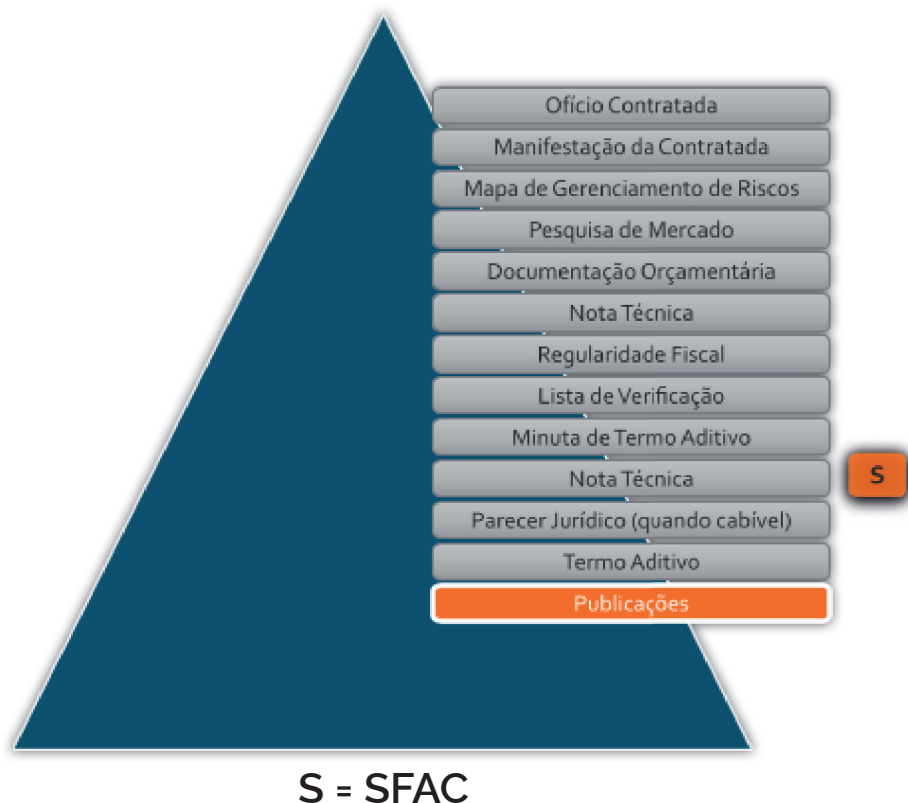 Ofício Contratada
Manifestação da Contratada
Mapa de Gerenciamento de Riscos
Pesquisa de Mercado
Documentação Orçamentária
Nota Técnica
Regularidade Fiscal
Lista de Verificação
Minuta de Termo Aditivo
Nota Técnica
S
Parecer Jurídico (quando cabível)
Termo Aditivo
Publicações
S = SFAC